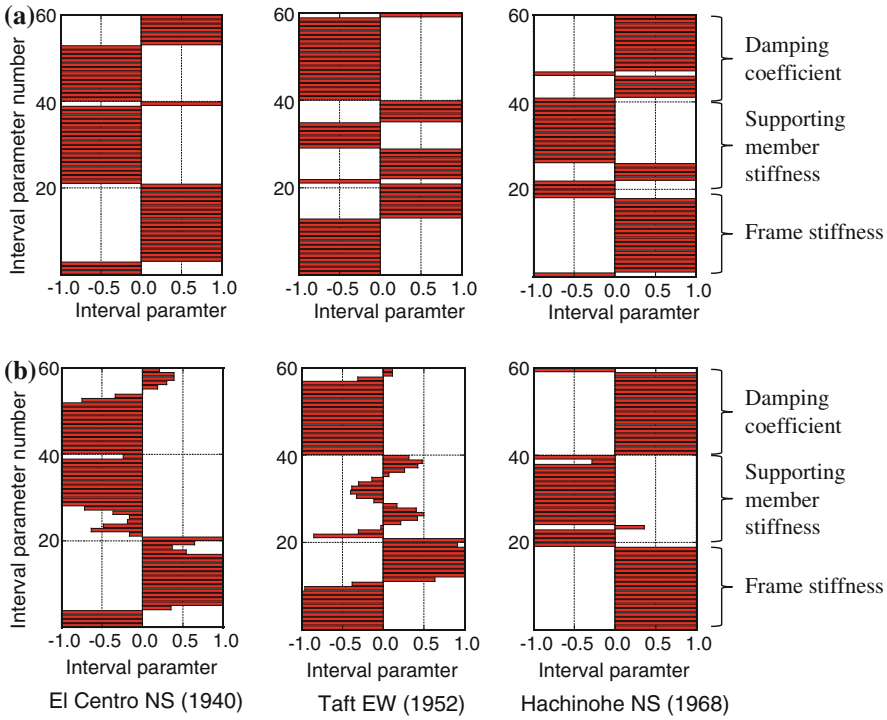 (a)
Interval parameter number
60
40
20
-1.0 -0.5 0.0 0.5 1.0
Interval paramter
60
40
20
-1.0 -0.5 0.0 0.5 1.0
Interval paramter
60
40
20
-1.0 -0.5 0.0 0.5 1.0
Interval paramter
Damping
coefficient
Supporting
member
stiffness
Frame stiffness
(b)
Interval parameter number
60
40
20
-1.0 -0.5 0.0 0.5 1.0
Interval paramter
El Centro NS (1940)
60
40
20
-1.0 -0.5 0.0 0.5 1.0
Interval paramter
Taft EW (1952)
60
40
20
-1.0 -0.5 0.0 0.5 1.0
Interval paramter
Hachinohe NS (1968)
Damping
coefficient
Supporting
member
stiffness
Frame stiffness